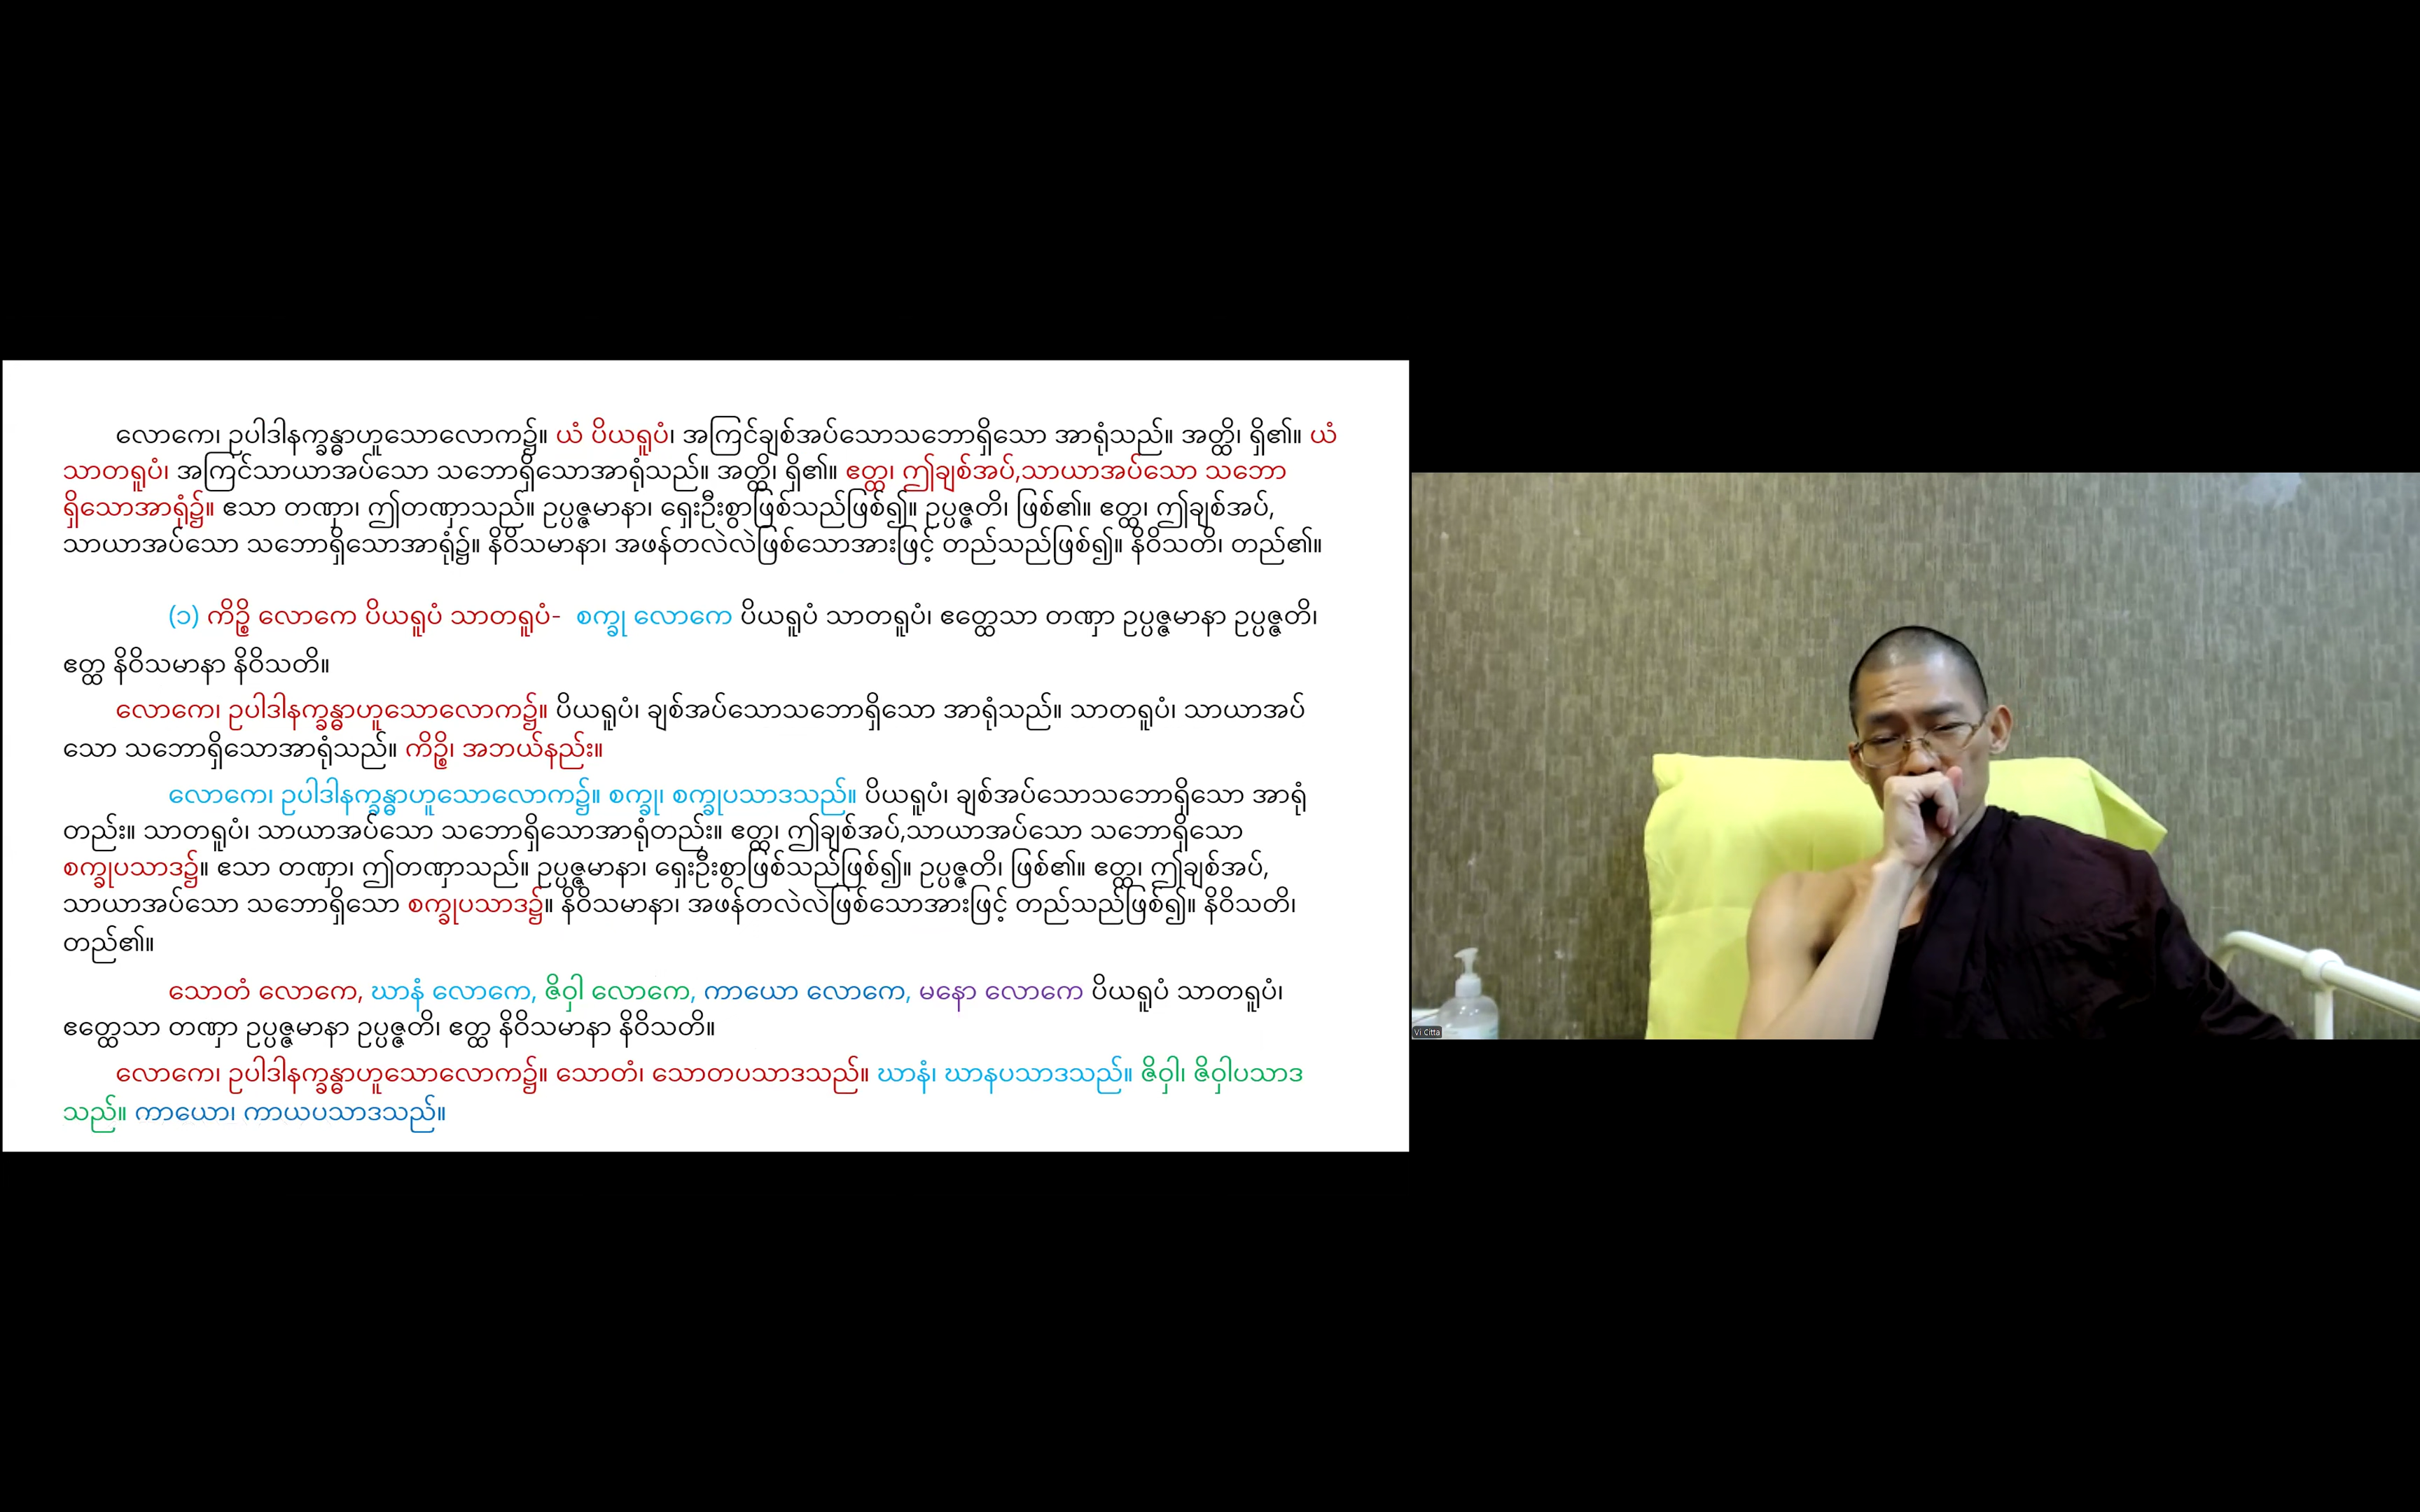 လောကေ၊ ဥပါဒါနက္ခန္ဓာဟူသောလောက၌။ ယံ ပိယရူပံ၊ အကြင်ချစ်အပ်သောသဘောရှိသော အာရုံသည်။ အတ္ထိ၊ ရှိ၏။ ယံ
သာတရူပံ၊ အကြင်သာယာအပ်သော သဘောရှိသောအာရုံသည်။ အတ္ထိ၊ ရှိ၏။ ဧတ္ထ၊ ဤချစ်အပ်,သာယာအပ်သော သဘော
ရှိသောအာရုံ၌။ ဧသာ တဏှာ၊ ဤတဏှာသည်။ ဥပ္ပဇ္ဇမာနာ၊ ရှေးဦးစွာဖြစ်သည်ဖြစ်၍။ ဥပ္ပဇ္ဇတိ၊ ဖြစ်၏။ ဧတ္ထ၊ ဤချစ်အပ်,
သာယာအပ်သော သဘောရှိသောအာရုံ၌။ နိဝိသမာနာ၊ အဖန်တလဲလဲဖြစ်သောအားဖြင့် တည်သည်ဖြစ်၍။ နိဝိသတိ၊ တည်၏။
(၁) ကိဉ္စိ လောကေ ပိယရူပံ သာတရူပံ- စက္ခု လောကေ ပိယရူပံ သာတရူပံ၊ ဧတ္ထေသာ တဏှာ ဥပ္ပဇ္ဇမာနာ ဥပ္ပဇ္ဇတိ၊
ဧတ္ထ နိဝိသမာနာ နိဝိသတိ။
လောကေ၊ ဥပါဒါနက္ခန္ဓာဟူသောလောက၌။ ပိယရူပံ၊ ချစ်အပ်သောသဘောရှိသော အာရုံသည်။ သာတရူပံ၊ သာယာအပ်
သော သဘောရှိသောအာရုံသည်။ ကိဉ္စိ၊ အဘယ်နည်း။
လောကေ၊ ဥပါဒါနက္ခန္ဓာဟူသောလောက၌။ စက္ခု၊ စက္ခုပသာဒသည်။ ပိယရူပံ၊ ချစ်အပ်သောသဘောရှိသော အာရုံ
တည်း။ သာတရူပံ၊ သာယာအပ်သော သဘောရှိသောအာရုံတည်း။ ဧတ္ထ၊ ဤချစ်အပ်,သာယာအပ်သော သဘောရှိသော
စက္ခုပသာဒ၌။ ဧသာ တဏှာ၊ ဤတဏှာသည်။ ဥပ္ပဇ္ဇမာနာ၊ ရှေးဦးစွာဖြစ်သည်ဖြစ်၍။ ဥပ္ပဇ္ဇတိ၊ ဖြစ်၏။ ဧတ္ထ၊ ဤချစ်အပ်,
သာယာအပ်သော သဘောရှိသော စက္ခုပသာဒ၌။ နိဝိသမာနာ၊ အဖန်တလဲလဲဖြစ်သောအားဖြင့် တည်သည်ဖြစ်၍။ နိဝိသတိ၊
တည်၏။
သောတံ လောကေ, ဃာနံ လောကေ, ဇိဝှါ လောကေ, ကာယော လောကေ, မနော လောကေ ပိယရူပံ သာတရူပံ၊
ဧတ္ထေသာ တဏှာ ဥပ္ပဇ္ဇမာနာ ဥပ္ပဇ္ဇတိ၊ ဧတ္ထ နိဝိသမာနာ နိဝိသတိ။
လောကေ၊ ဥပါဒါနက္ခန္ဓာဟူသောလောက၌။ သောတံ၊ သောတပသာဒသည်။ ဃာနံ၊ ဃာနပသာဒသည်။ ဇိဝှါ၊ ဇိဝှါပသာဒ
သည်။ ကာယော၊ ကာယပသာဒသည်။
Vi Citta